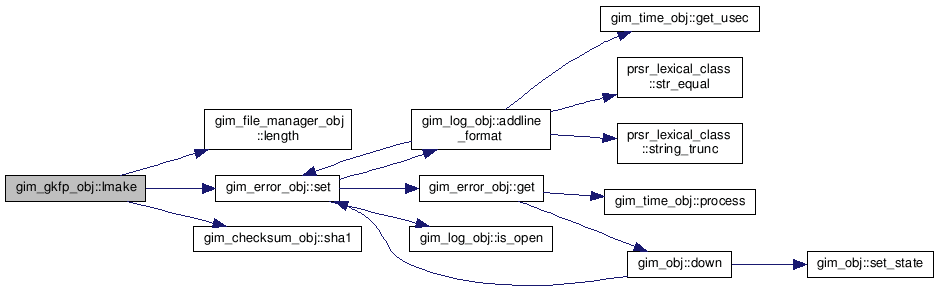 gim_time_obj::get_usec
prsr_lexical_class
::str_equal
gim_file_manager_obj
::length
gim_log_obj::addline
_format
prsr_lexical_class
::string_trunc
gim_gkfp_obj::Imake
gim_error_obj::set
gim_error_obj::get
gim_time_obj::process
gim_checksum_obj::sha1
gim_log_obj::is_open
gim_obj::down
gim_obj::set_state